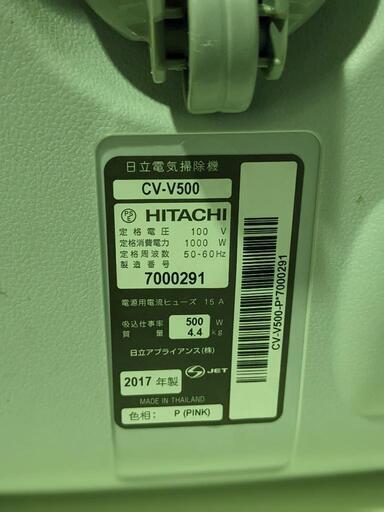 日立電気掃除機
CV-V500
PS E HITACHI
定格電圧 100 V
定格消費電力 1000 W
定格周波数 50-60Hz
製造番号
7000291
電源用電流ヒューズ 15 A
吸込仕事率 500 W
質量 4.4 kg
日立アプライアンス(株)
2017 年製 S JET
MADE IN THAILAND
色相: P (PINK)
CV-V500-P*7000291